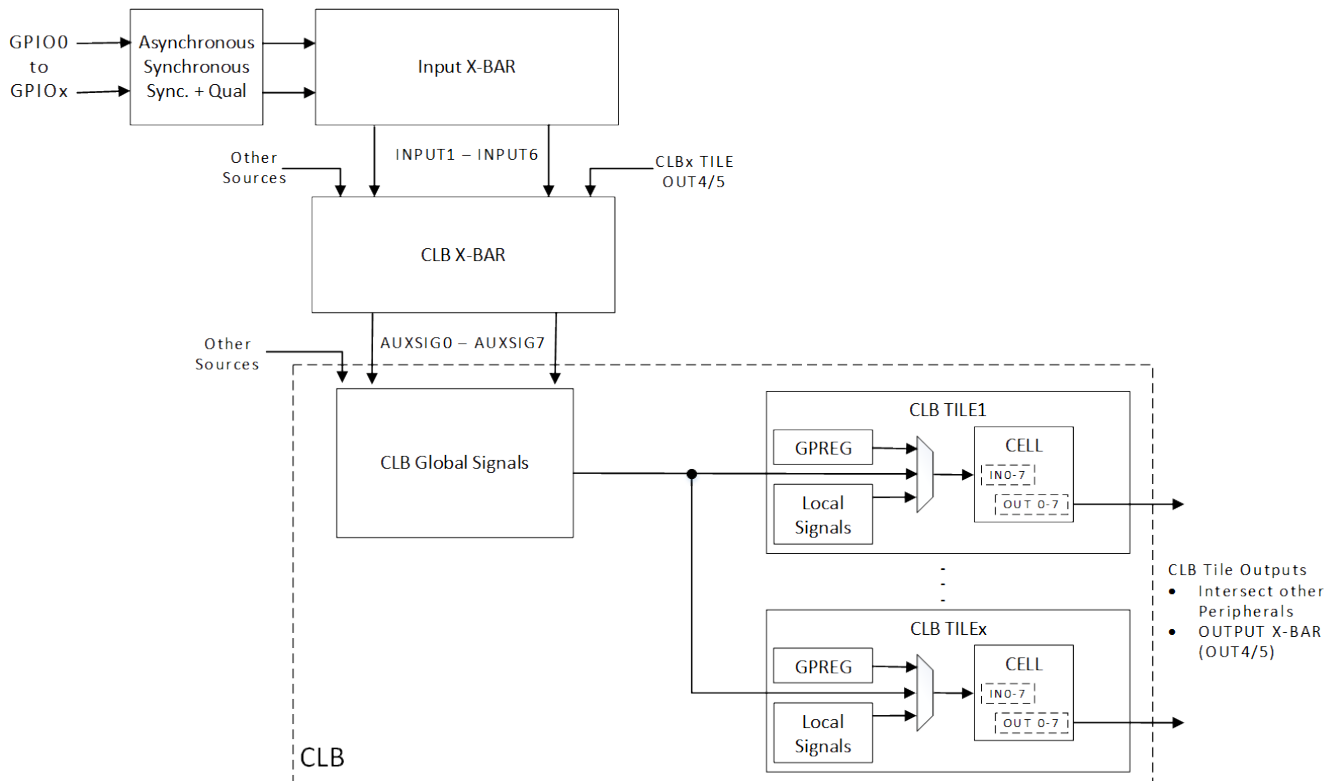 GPIO0
to
GPIOx
Asynchronous
Synchronous
Sync. + Qual
Input X-BAR
INPUT1 – INPUT6
Other
Sources
CLBx TILE
OUT4/5
CLB X-BAR
AUXSIG0 – AUXSIG7
Other
Sources
CLB Global Signals
CLB TILE1
GPREG
CELL
IN0-7
OUT 0-7
Local
Signals
CLB Tile Outputs
• Intersect other
Peripherals
• OUTPUT X-BAR
(OUT4/5)
CLB TILEx
GPREG
CELL
IN0-7
OUT 0-7
Local
Signals
CLB